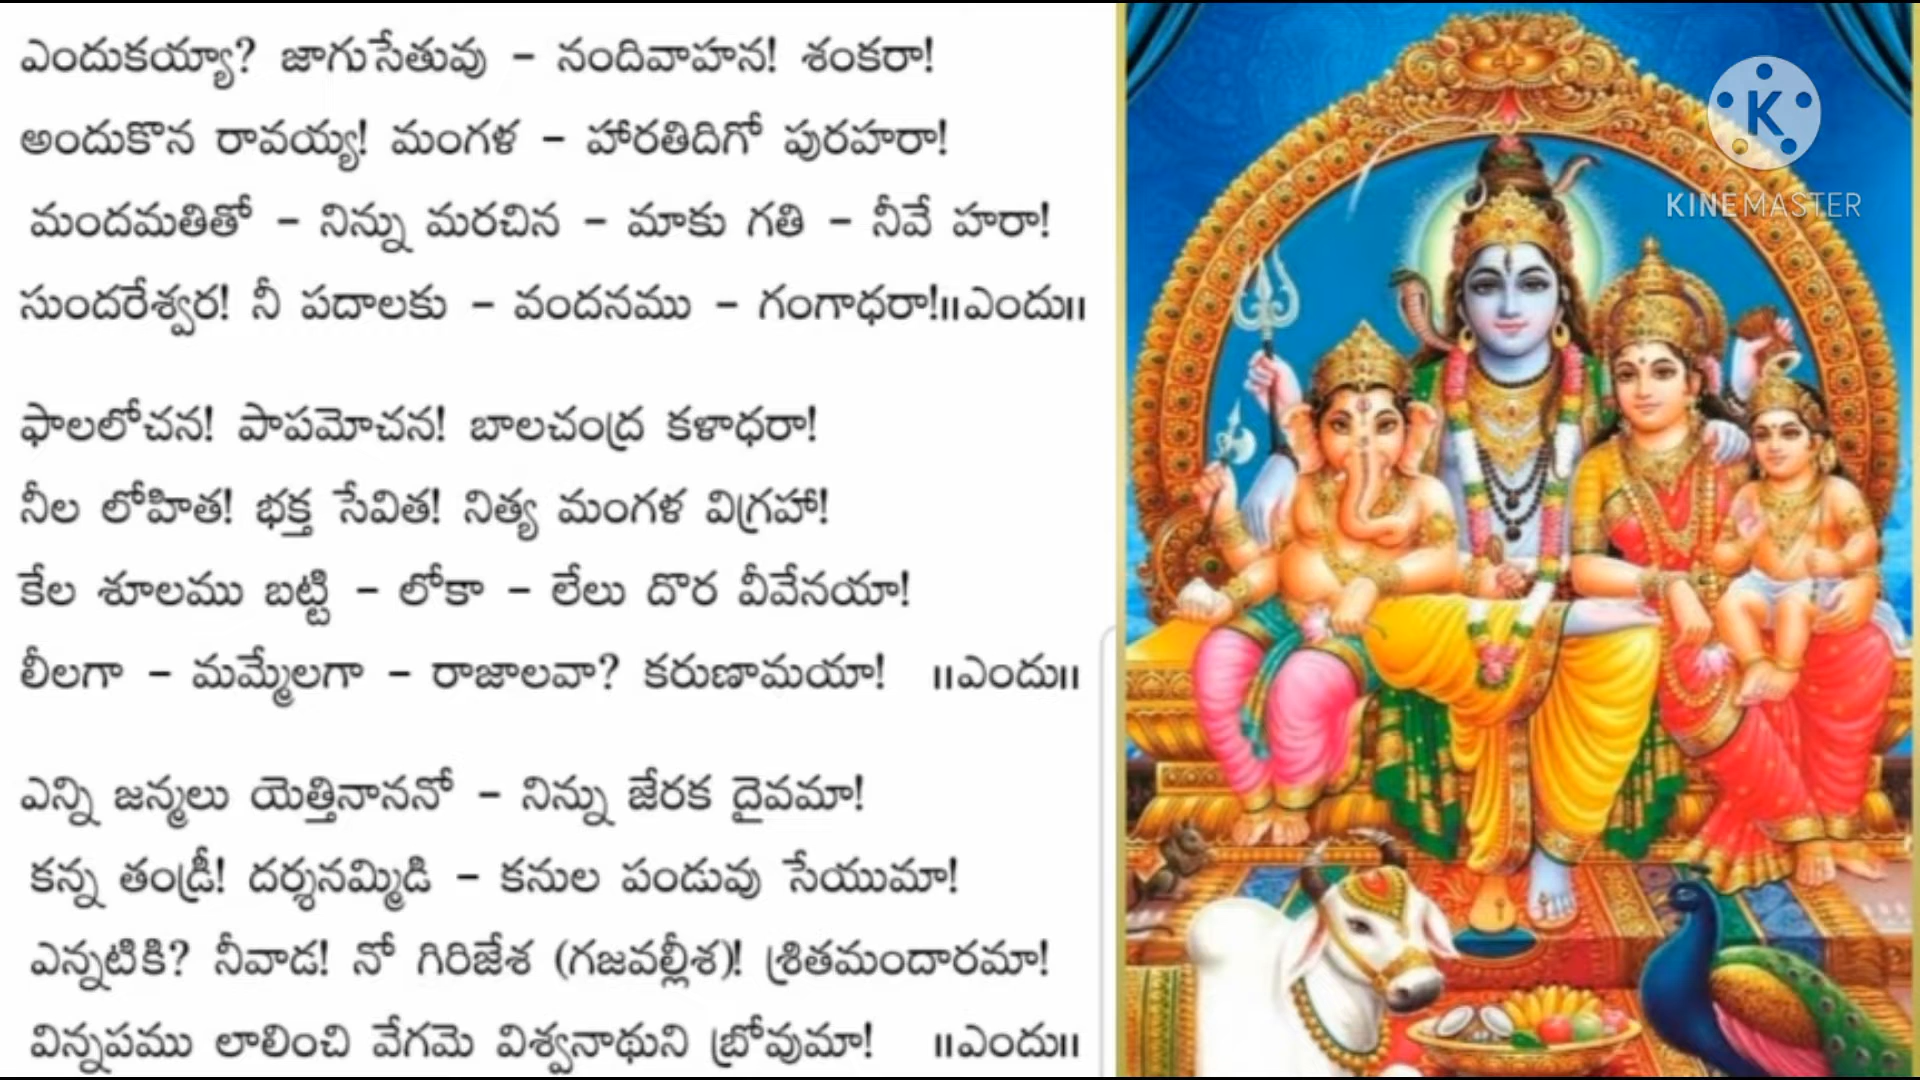 ఎందుకయ్యా? జాగుసేతువు – నందివాహన! శంకరా!
అందుకొన రావయ్య! మంగళ – హారతిదిగో పురహరా!
మందమతితో – నిన్ను మరచిన – మాకు గతి – నీవే హరా!
సుందరేశ్వర! నీ పదాలకు – వందనము – గంగాధరా!॥ఎందు॥
ఫాలలోచన! పాపమోచన! బాలచంద్ర కళాధరా!
నీల లోహిత! భక్త సేవిత! నిత్య మంగళ విగ్రహా!
కేల శూలము బట్టి – లోకా – లేలు దొర వీవేనయా!
లీలగా – మమ్మేలగా – రాజాలవా? కరుణామయా! ॥ఎందు॥
ఎన్ని జన్మలు యెత్తినాననో – నిన్ను జేరక దైవమా!
కన్న తండ్రీ! దర్శనమ్మిడి – కనుల పండువు సేయుమా!
ఎన్నటికి? నీవాడ! నో గిరిజేశ (గజవల్లీశ)! శ్రితమందారమా!
విన్నపము లాలించి వేగమె విశ్వనాథుని బ్రోవుమా! ॥ఎందు॥
K
KINEMASTER